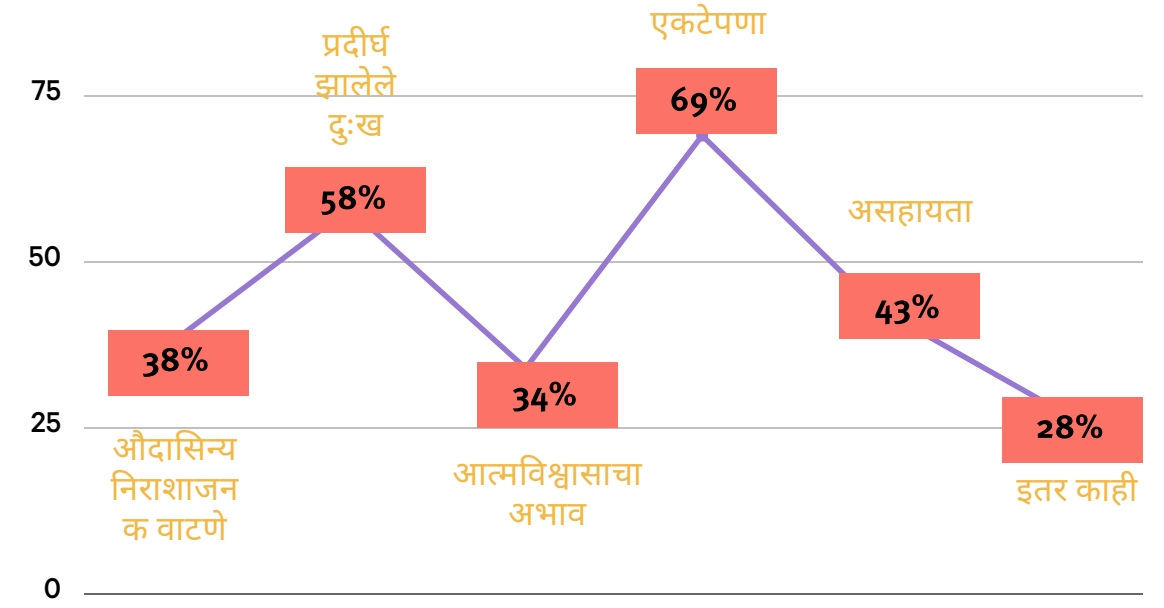 एकटेपणा
प्रदीर्घ
झालेले
दुःख
75
69%
58%
असहायता
50
43%
38%
34%
28%
25
औदासिन्य
निराशाजन
क वाटणे
आत्मविश्वासाचा
अभाव
इतर काही
0